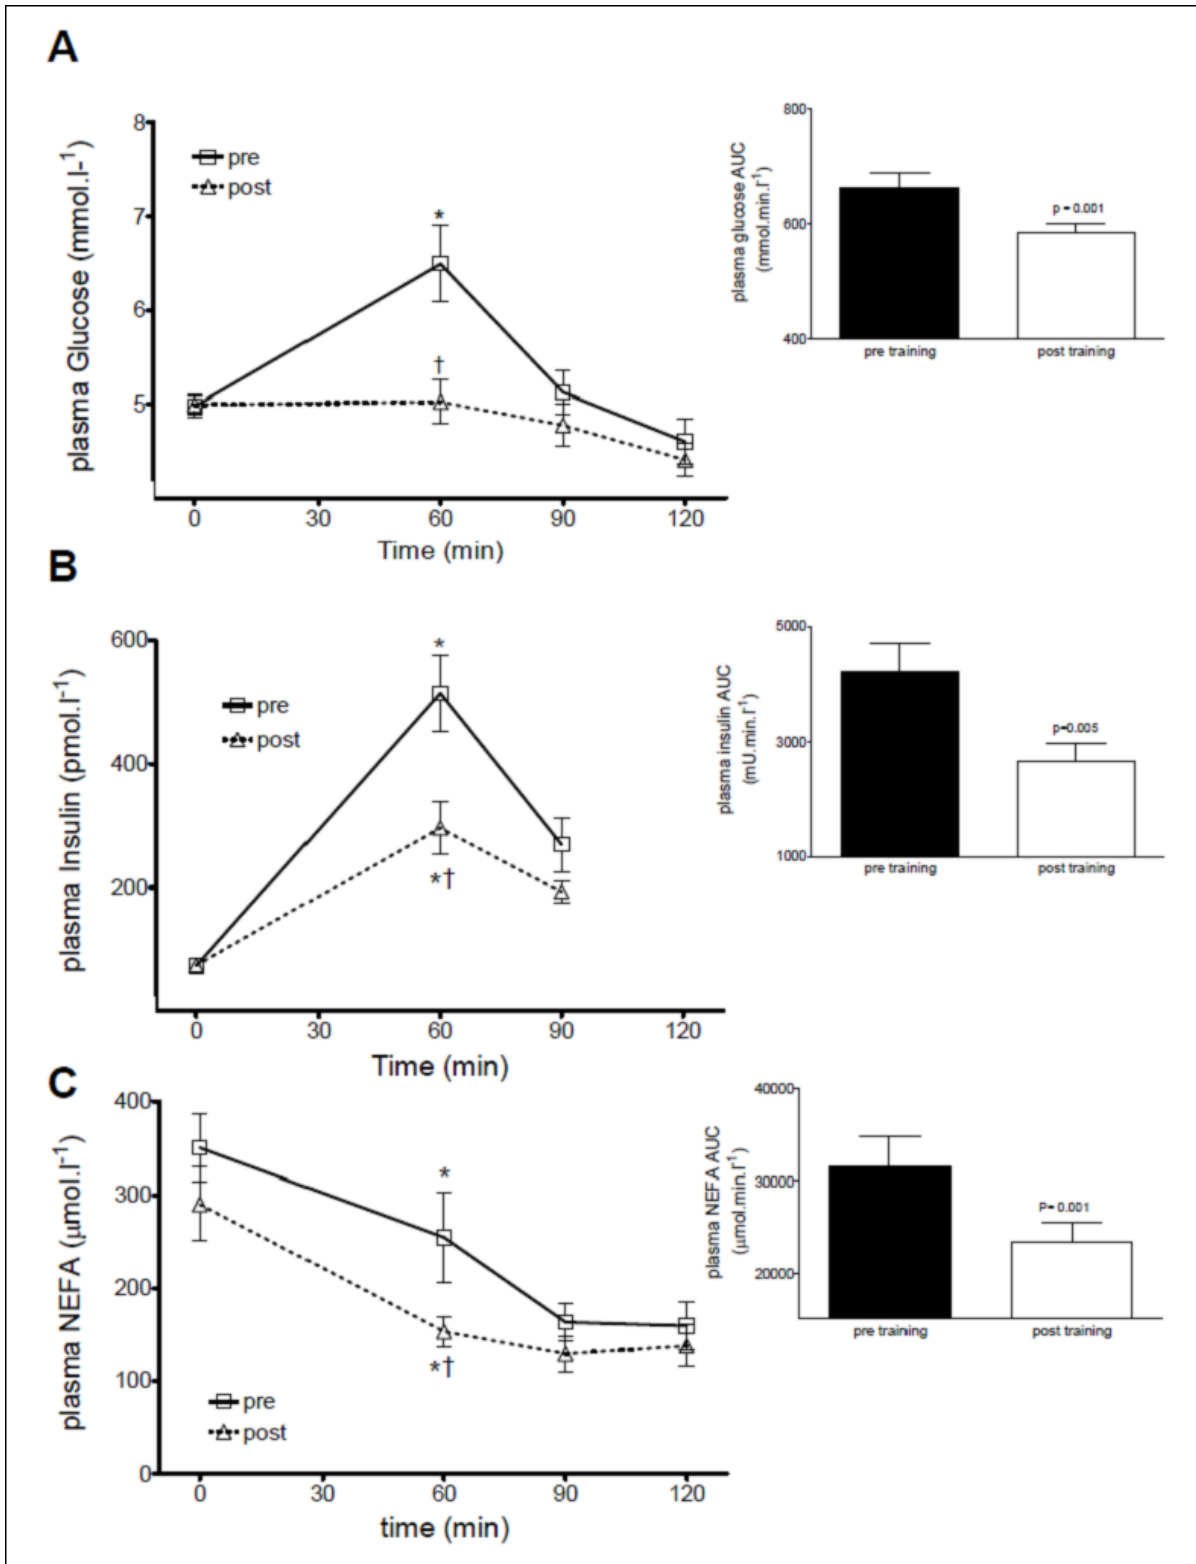 A
plasma Glucose (mmol.l-¹)
8
7
6
5
pre
post
*
†
0 30 60 90 120
Time (min)
plasma glucose AUC
(mmol.min.l⁻¹)
800
600
400
p = 0.001
pre training post training
B
plasma Insulin (pmol.l⁻¹)
600
400
200
pre
post
*
*†
0 30 60 90 120
Time (min)
plasma insulin AUC
(mU.min.l⁻¹)
5000
3000
1000
p=0.005
pre training post training
C
plasma NEFA (µmol.l⁻¹)
400
300
200
100
0
*
*†
pre
post
0 30 60 90 120
time (min)
plasma NEFA AUC
(µmol.min.l⁻¹)
40000
30000
20000
P= 0.001
pre training post training